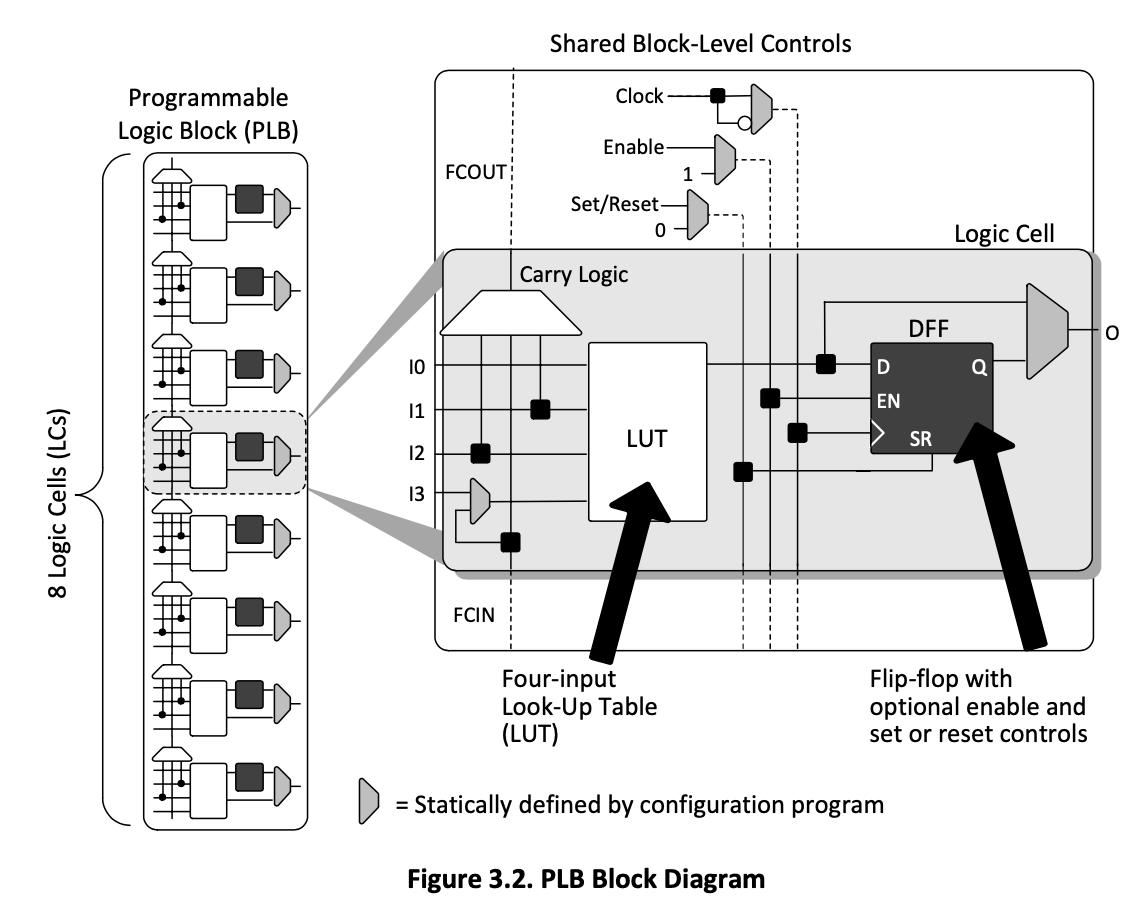 Shared Block-Level Controls
Programmable
Logic Block (PLB)
8 Logic Cells (LCs)
Clock
Enable
1
Set/Reset
0
FCOUT
Logic Cell
Carry Logic
I0
I1
I2
I3
LUT
DFF
D
Q
EN
SR
O
FCIN
Four-input
Look-Up Table
(LUT)
Flip-flop with
optional enable and
set or reset controls
= Statically defined by configuration program
Figure 3.2. PLB Block Diagram